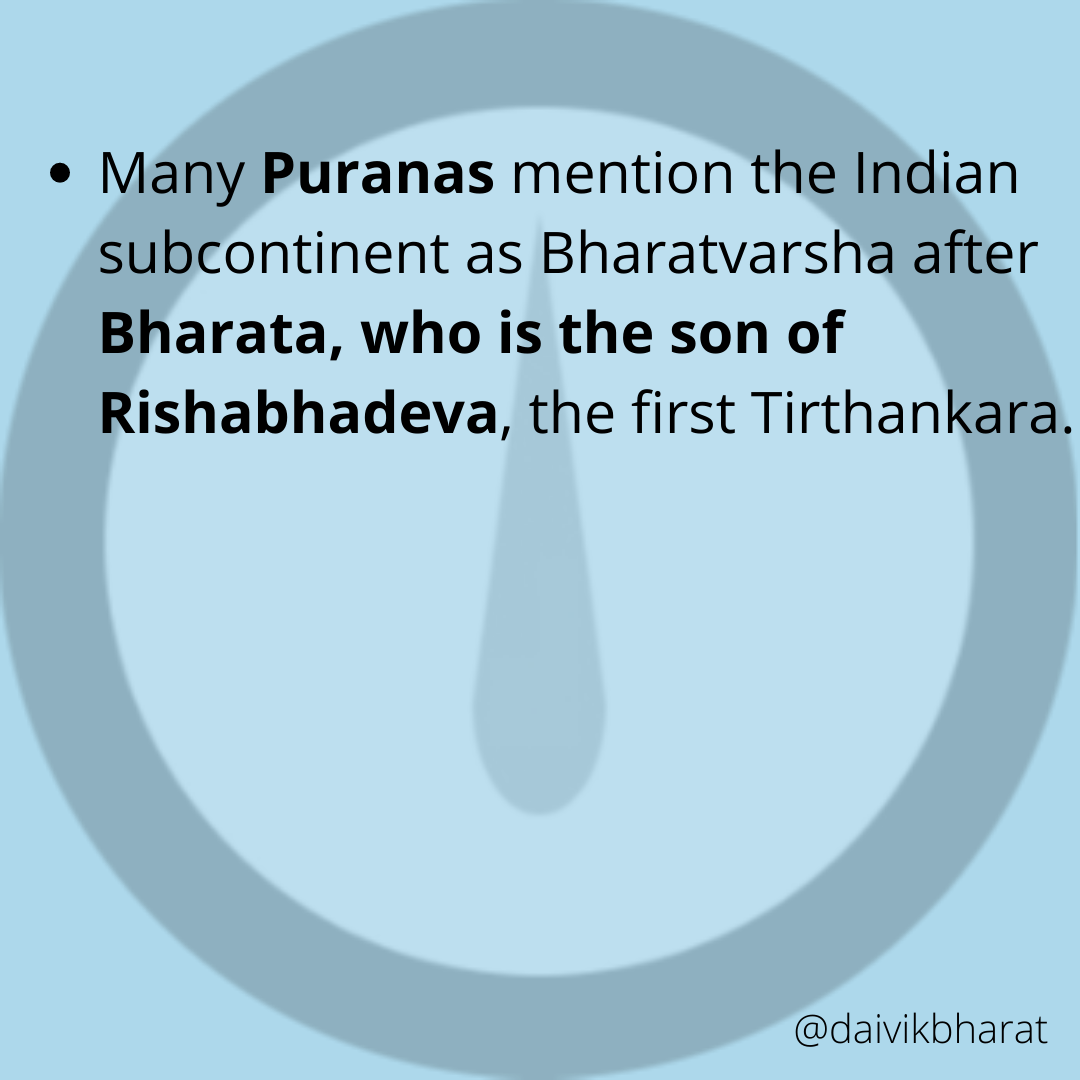 • Many Puranas mention the Indian
subcontinent as Bharatvarsha after
Bharata, who is the son of
Rishabhadeva, the first Tirthankara.
@daivikbharat